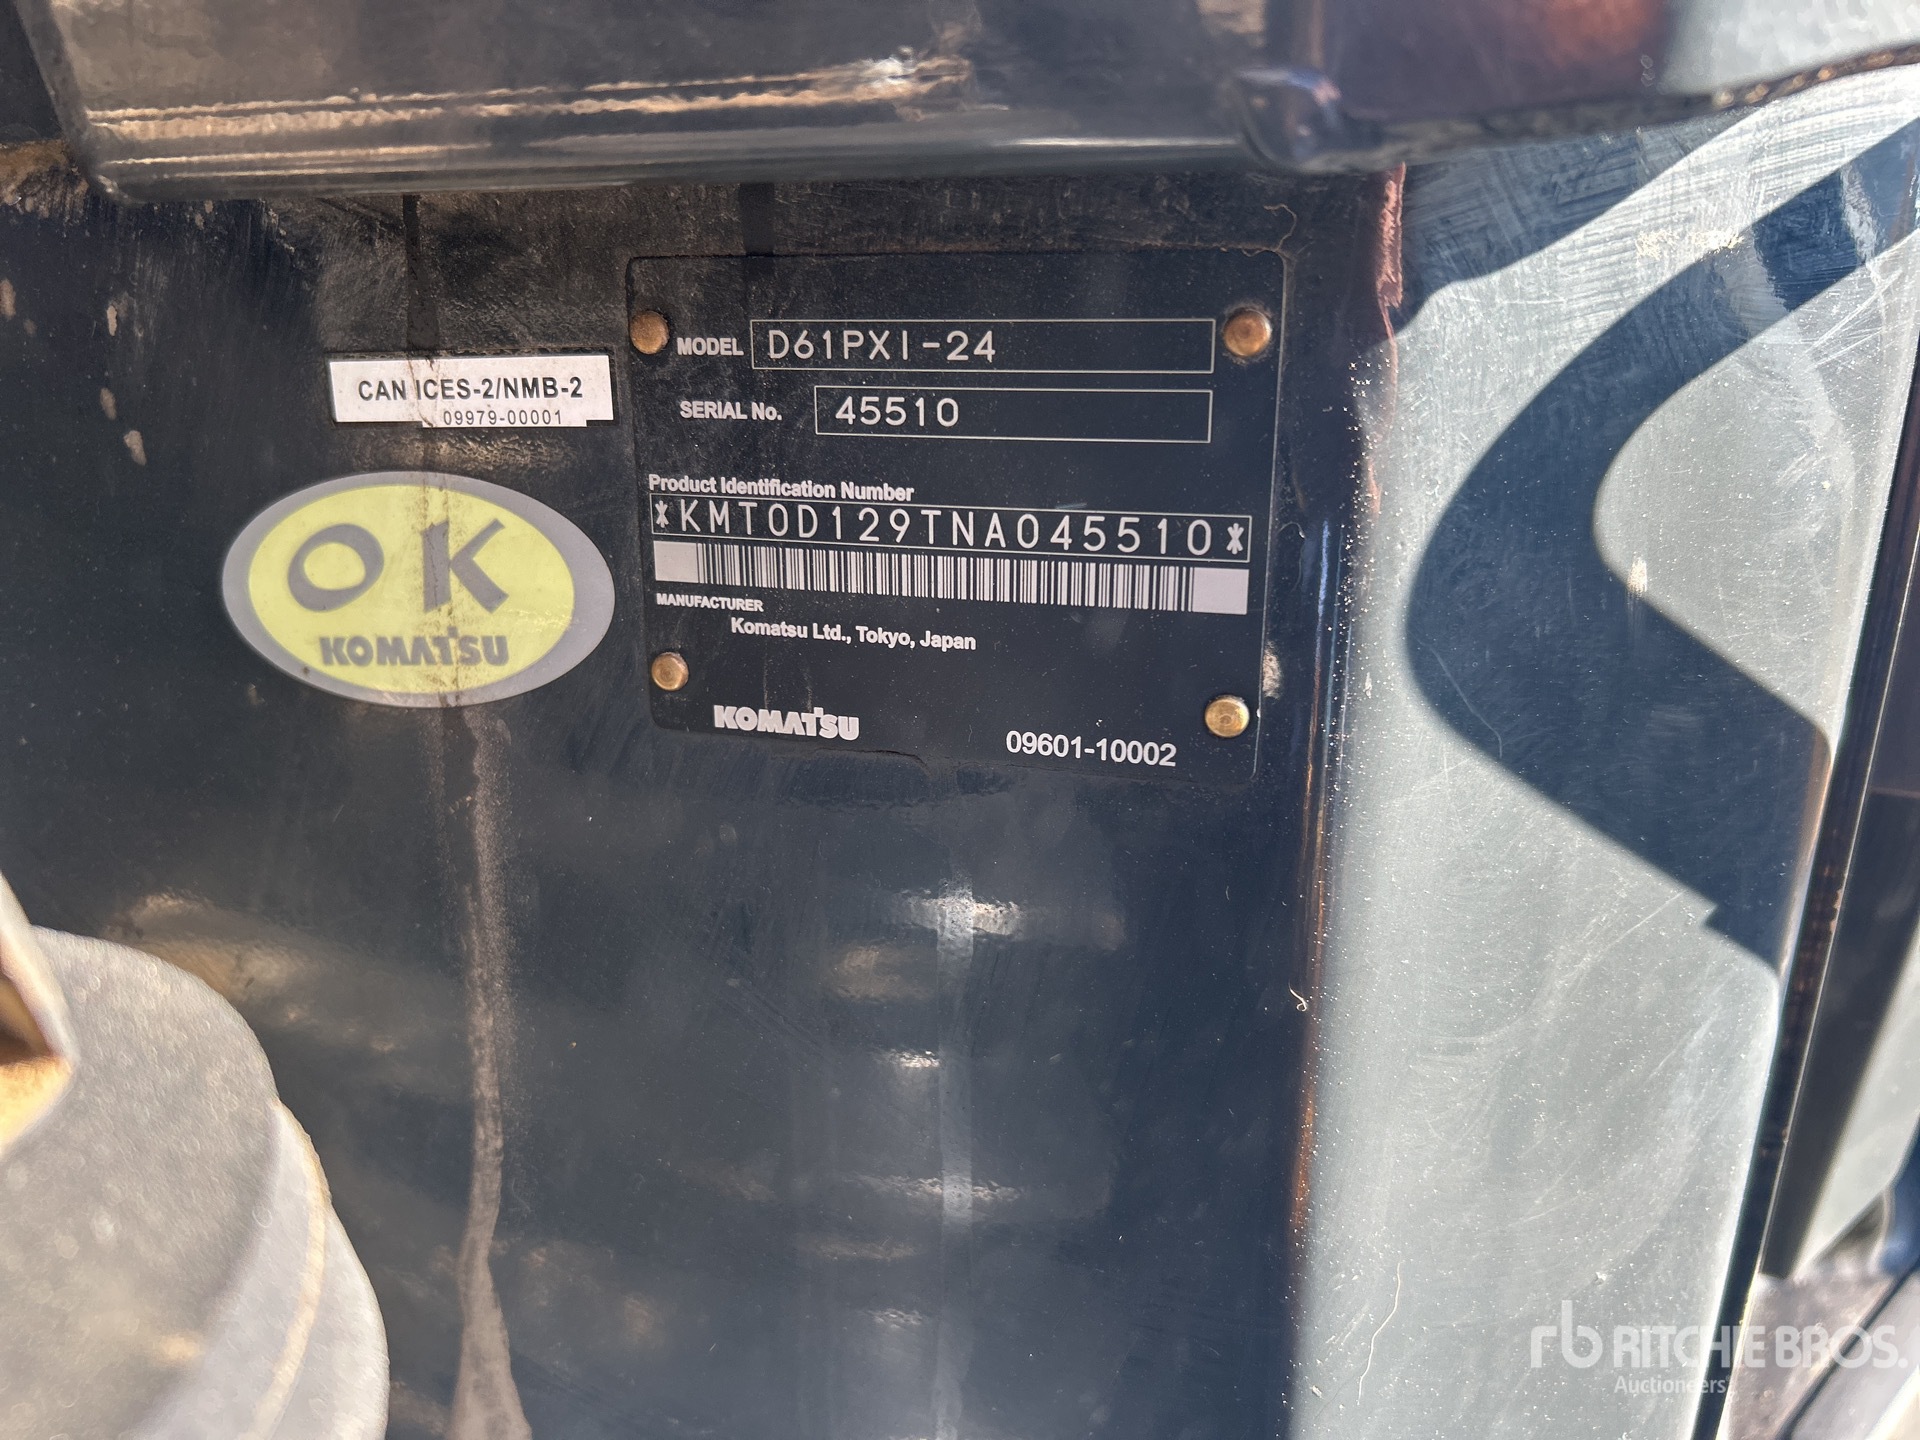 MODEL D61PXI-24
SERIAL No. 45510
Product Identification Number
*KMT0D129TNA045510*
MANUFACTURER
Komatsu Ltd., Tokyo, Japan
KOMATSU 09601-10002
CAN ICES-2/NMB-2
09979-00001
OK
KOMATSU
rb RITCHIE BROS.
Auctioneers